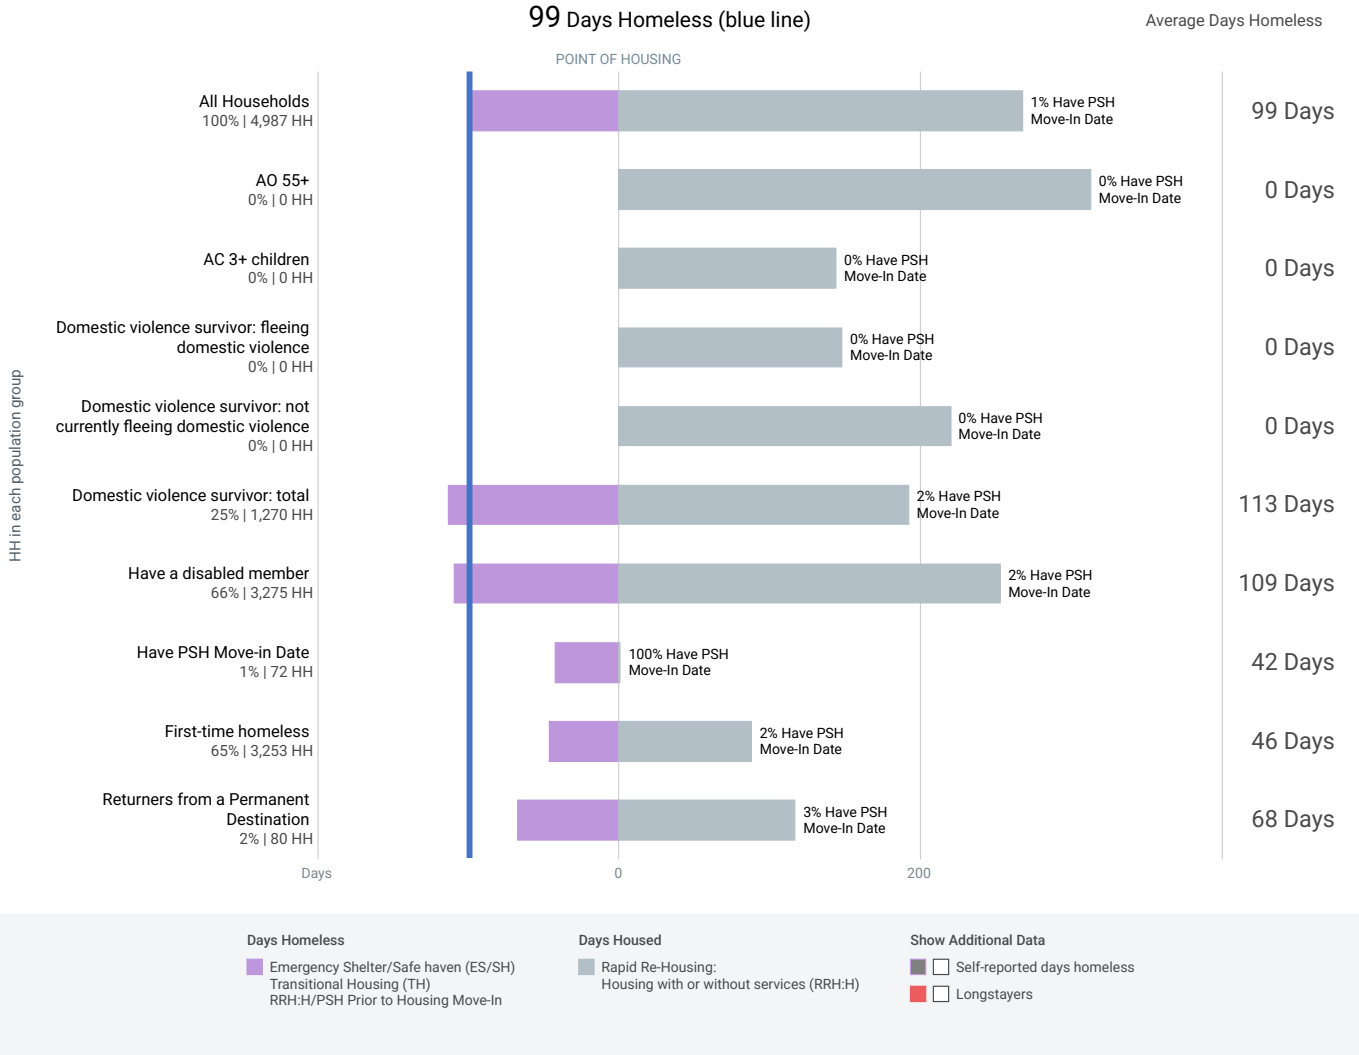 99 Days Homeless (blue line)
Average Days Homeless
POINT OF HOUSING
HH in each population group
All Households
100% | 4,987 HH
1% Have PSH
Move-In Date
99 Days
AO 55+
0% | 0 HH
0% Have PSH
Move-In Date
0 Days
AC 3+ children
0% | 0 HH
0% Have PSH
Move-In Date
0 Days
Domestic violence survivor: fleeing
domestic violence
0% | 0 HH
0% Have PSH
Move-In Date
0 Days
Domestic violence survivor: not
currently fleeing domestic violence
0% | 0 HH
0% Have PSH
Move-In Date
0 Days
Domestic violence survivor: total
25% | 1,270 HH
2% Have PSH
Move-In Date
113 Days
Have a disabled member
66% | 3,275 HH
2% Have PSH
Move-In Date
109 Days
Have PSH Move-in Date
1% | 72 HH
100% Have PSH
Move-In Date
42 Days
First-time homeless
65% | 3,253 HH
2% Have PSH
Move-In Date
46 Days
Returners from a Permanent
Destination
2% | 80 HH
3% Have PSH
Move-In Date
68 Days
Days
0
200
Days Homeless
Emergency Shelter/Safe haven (ES/SH)
Transitional Housing (TH)
RRH:H/PSH Prior to Housing Move-In
Days Housed
Rapid Re-Housing:
Housing with or without services (RRH:H)
Show Additional Data
Self-reported days homeless
Longstayers